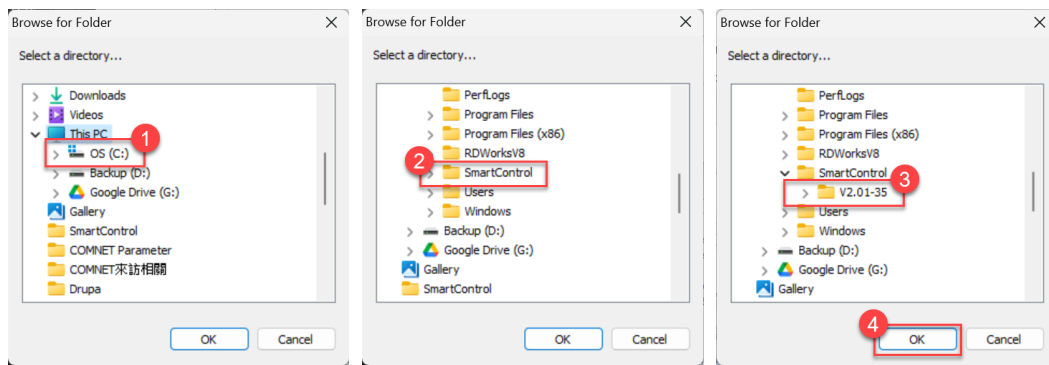 Browse for Folder
Select a directory...
Downloads
Videos
This PC
1
OS (C:)
Backup (D:)
Google Drive (G:)
Gallery
SmartControl
COMNET Parameter
COMNET來訪相關
Drupa
OK
Cancel
Browse for Folder
Select a directory...
PerfLogs
Program Files
Program Files (x86)
RDWorksV8
2
SmartControl
Users
Windows
Backup (D:)
Google Drive (G:)
Gallery
SmartControl
OK
Cancel
Browse for Folder
Select a directory...
PerfLogs
Program Files
Program Files (x86)
RDWorksV8
SmartControl
3
V2.01-35
Users
Windows
Backup (D:)
Google Drive (G:)
Gallery
4
OK
Cancel